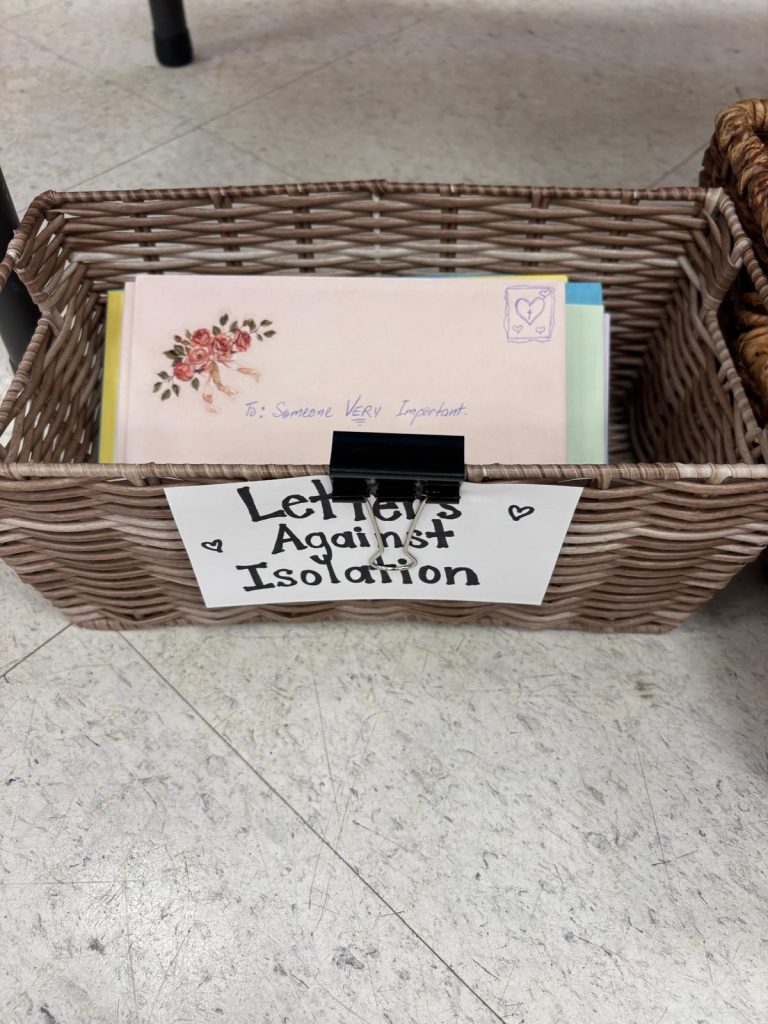 To: Someone VERY Important.
Letters
Against
Isolation